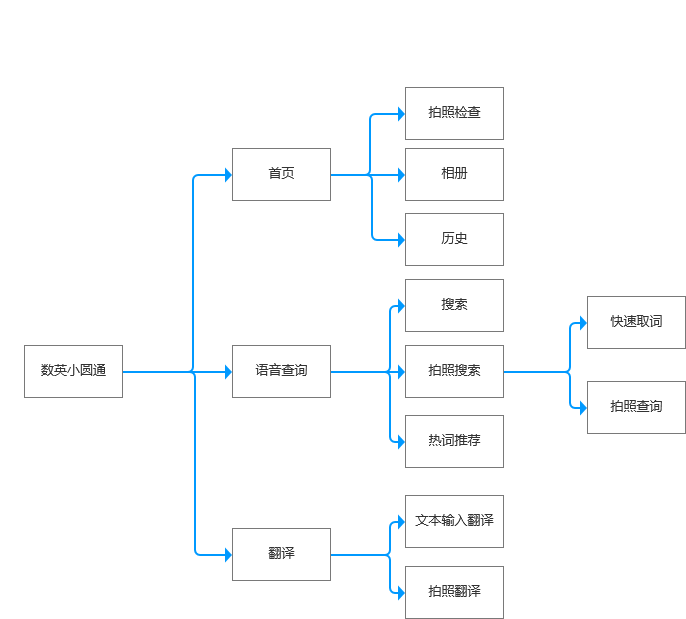 拍照检查
首页
相册
历史
搜索
快速取词
数英小圆通
语音查询
拍照搜索
拍照查询
热词推荐
文本输入翻译
翻译
拍照翻译